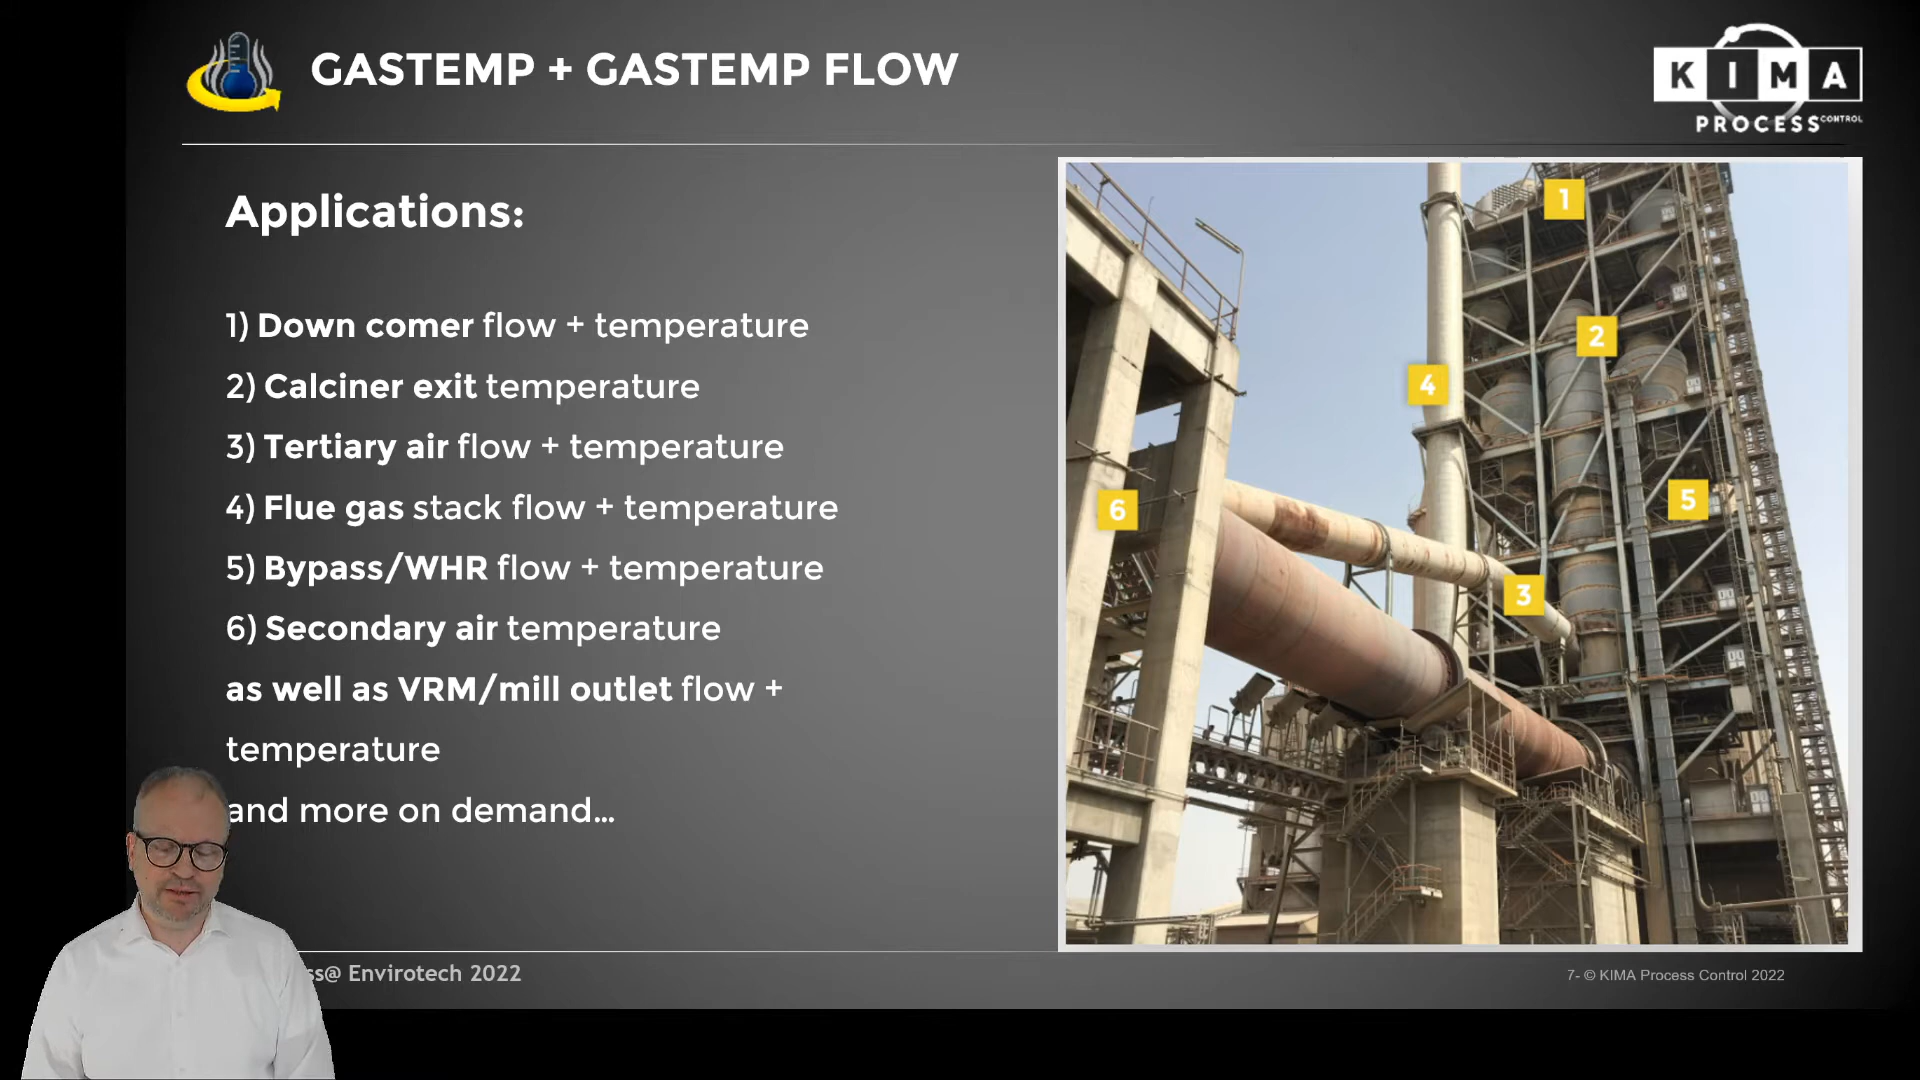 GASTEMP + GASTEMP FLOW
KIMA
PROCESS CONTROL
Applications:
1) Down comer flow + temperature
2) Calciner exit temperature
3) Tertiary air flow + temperature
4) Flue gas stack flow + temperature
5) Bypass/WHR flow + temperature
6) Secondary air temperature
as well as VRM/mill outlet flow +
temperature
and more on demand...
1
2
4
5
6
3
@ Envirotech 2022
7- © KIMA Process Control 2022